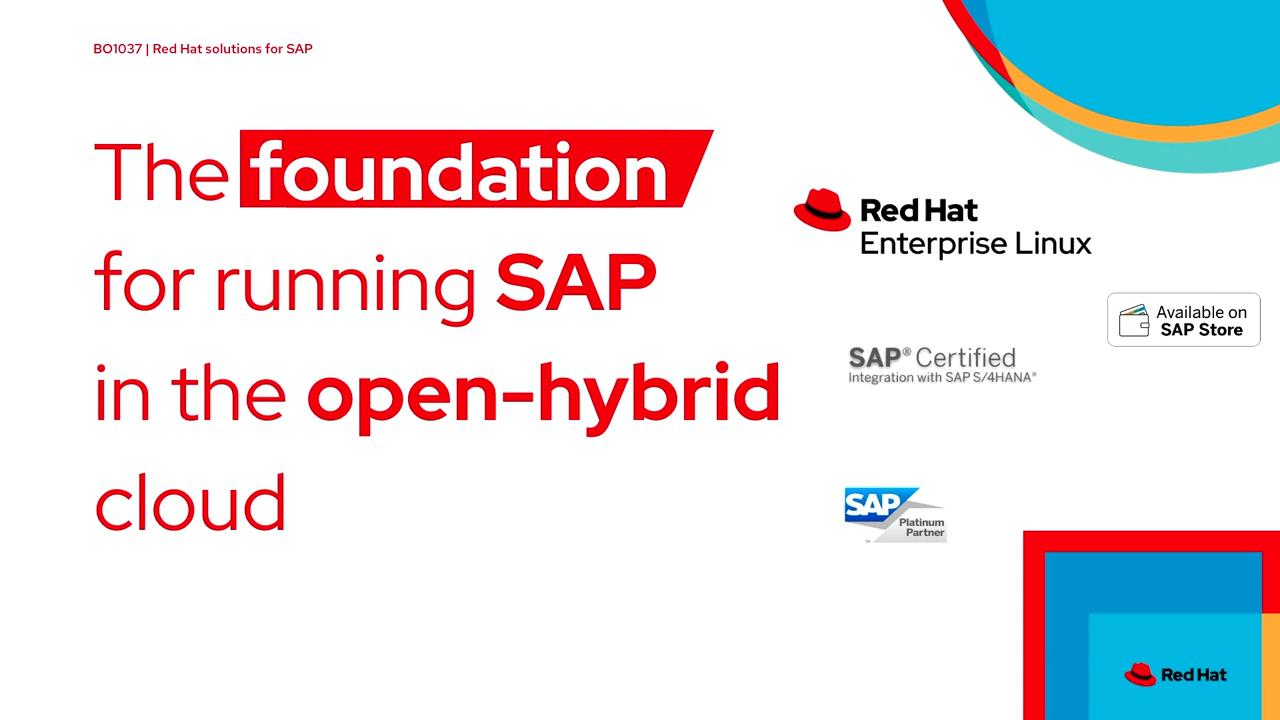 BO1037 | Red Hat solutions for SAP
The foundation
for running SAP
in the open-hybrid
cloud
Red Hat
Enterprise Linux
Available on
SAP Store
SAP® Certified
Integration with SAP S/4HANA®
SAP
Platinum
Partner
TM
Red Hat